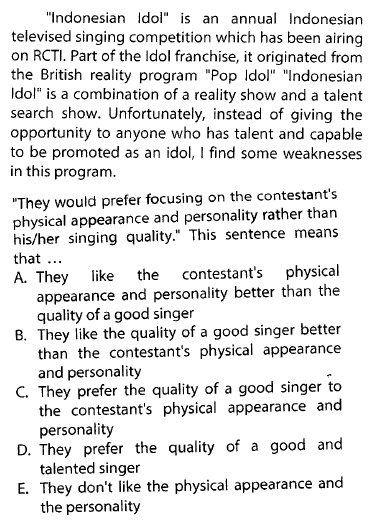 "Indonesian Idol" is an annual Indonesian
televised singing competition which has been airing
on RCTI. Part of the Idol franchise, it originated from
the British reality program "Pop Idol" "Indonesian
Idol" is a combination of a reality show and a talent
search show. Unfortunately, instead of giving the
opportunity to anyone who has talent and capable
to be promoted as an idol, I find some weaknesses
in this program.
"They would prefer focusing on the contestant's
physical appearance and personality rather than
his/her singing quality." This sentence means
that ...
A. They like the contestant's physical
appearance and personality better than the
quality of a good singer
B. They like the quality of a good singer better
than the contestant's physical appearance
and personality
C. They prefer the quality of a good singer to
the contestant's physical appearance and
personality
D. They prefer the quality of a good and
talented singer
E. They don't like the physical appearance and
the personality